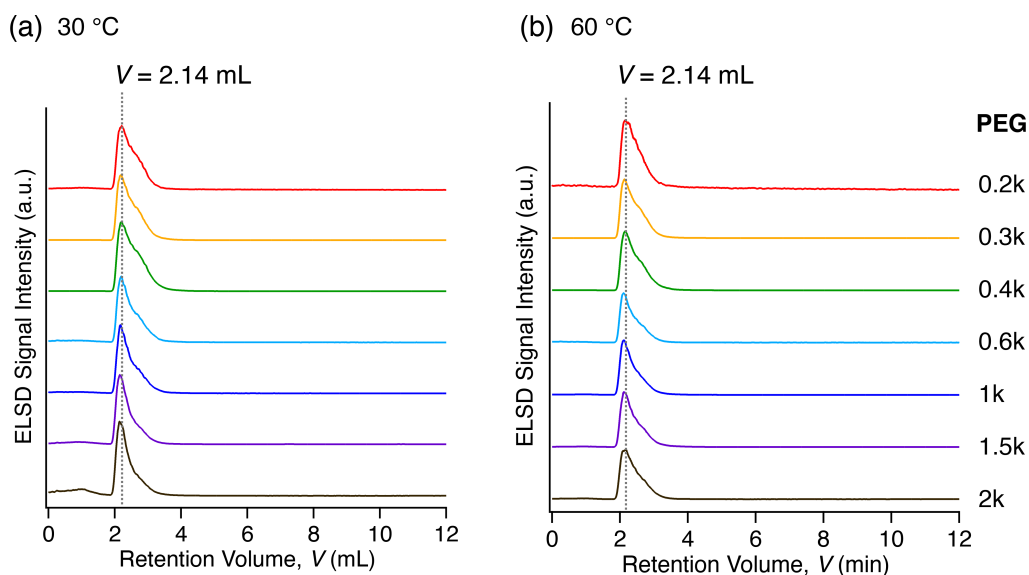 (a) 30 °C
V = 2.14 mL
ELSD Signal Intensity (a.u.)
0 2 4 6 8 10 12
Retention Volume, V (mL)
(b) 60 °C
V = 2.14 mL
ELSD Signal Intensity (a.u.)
0 2 4 6 8 10 12
Retention Volume, V (min)
PEG
0.2k
0.3k
0.4k
0.6k
1k
1.5k
2k